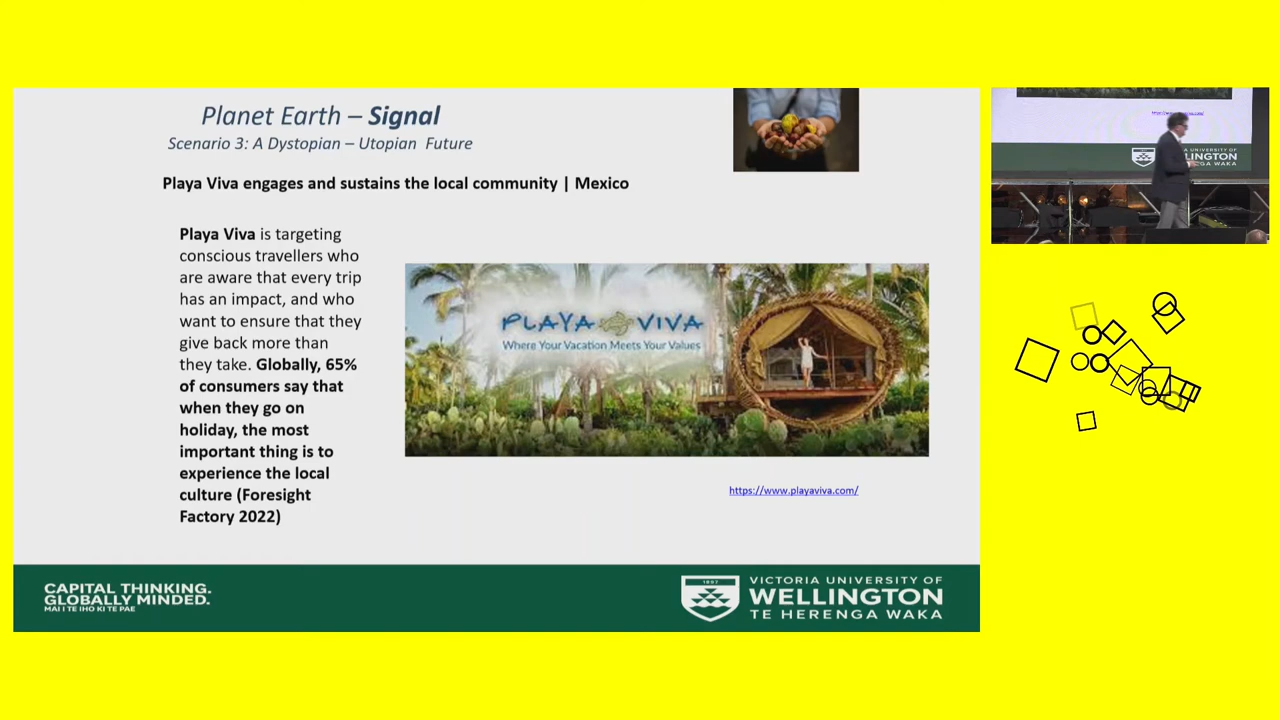 Planet Earth – Signal
Scenario 3: A Dystopian – Utopian Future
Playa Viva engages and sustains the local community | Mexico
Playa Viva is targeting
conscious travellers who
are aware that every trip
has an impact, and who
want to ensure that they
give back more than
they take. Globally, 65%
of consumers say that
when they go on
holiday, the most
important thing is to
experience the local
culture (Foresight
Factory 2022)
PLAYA VIVA
Where Your Vacation Meets Your Values
https://www.playaviva.com/
CAPITAL THINKING.
GLOBALLY MINDED.
MAI I TE IHO KI TE PAE
1897
VICTORIA UNIVERSITY OF
WELLINGTON
TE HERENGA WAKA